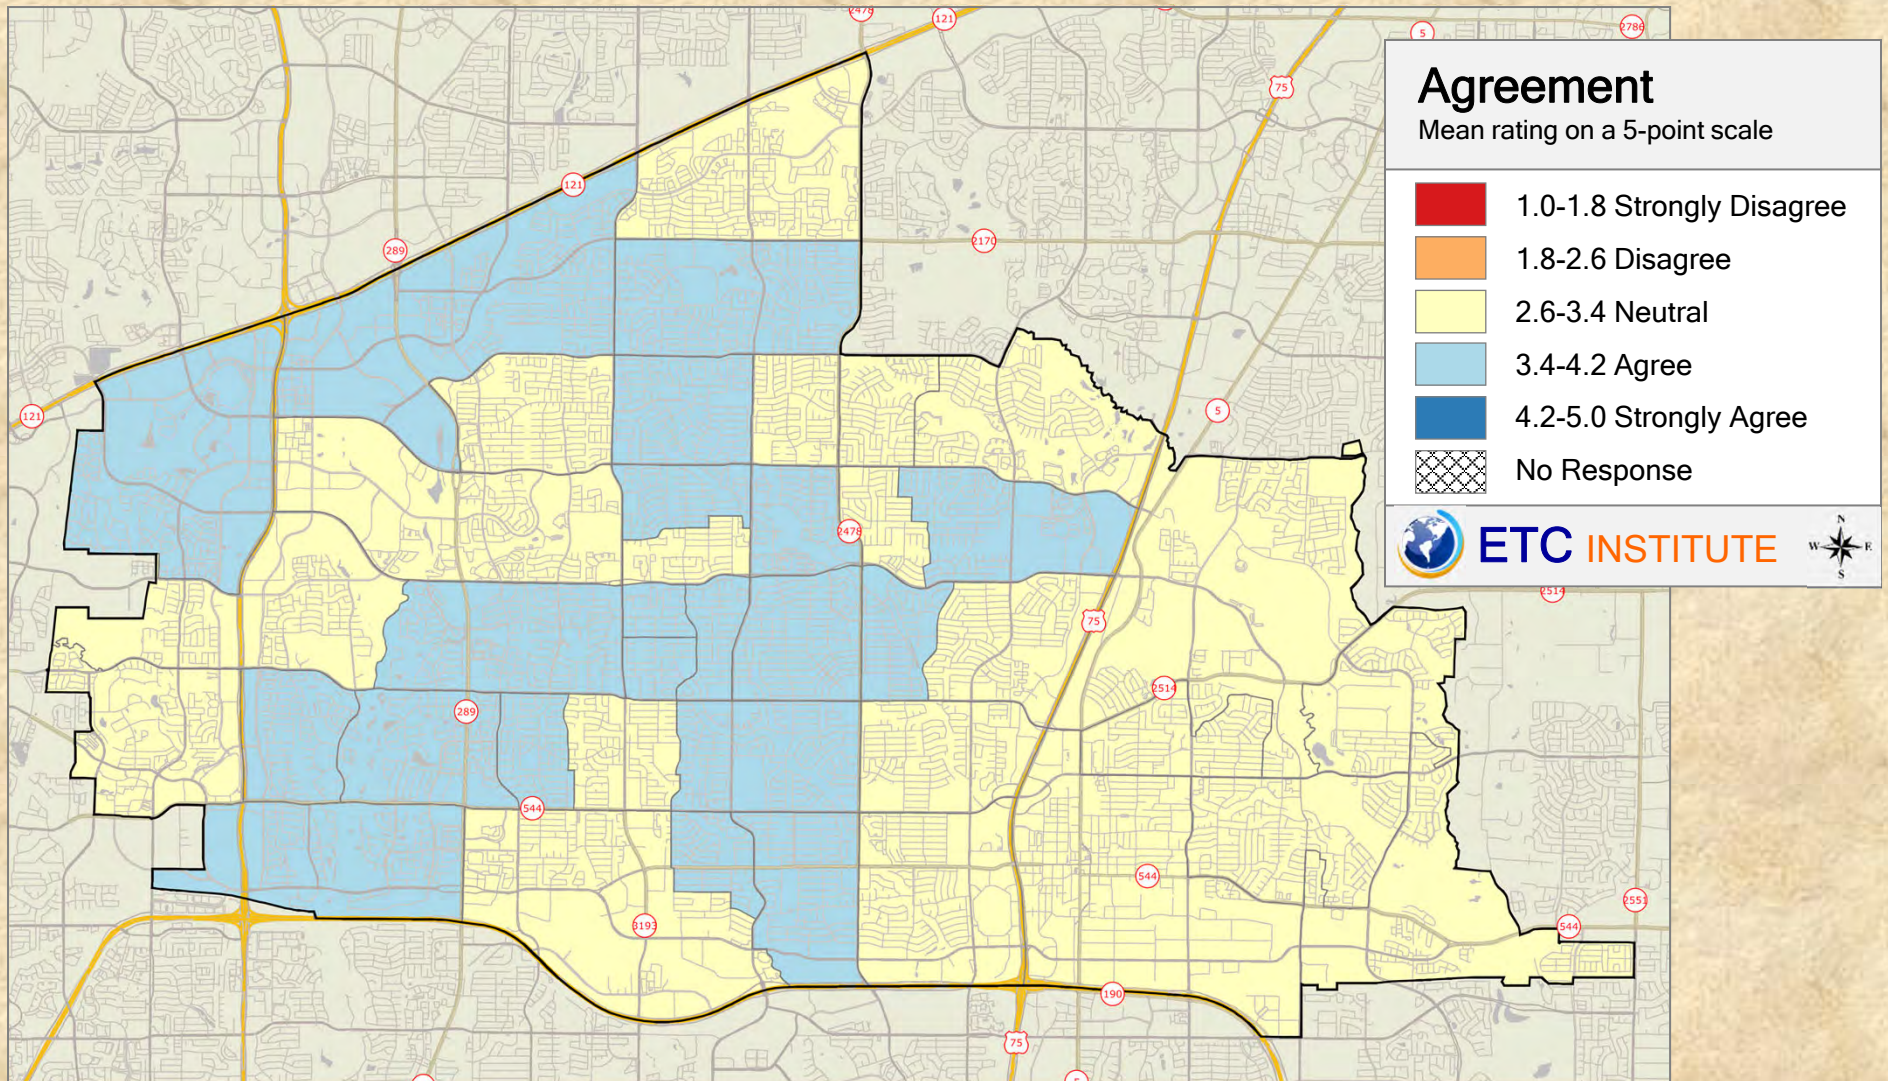 2478
121
5
2786
75
121
289
2170
121
5
2478
75
2514
2514
289
544
544
3193
2551
544
190
75
5
Agreement
Mean rating on a 5-point scale
1.0-1.8 Strongly Disagree
1.8-2.6 Disagree
2.6-3.4 Neutral
3.4-4.2 Agree
4.2-5.0 Strongly Agree
No Response
ETC INSTITUTE
N
W E
S